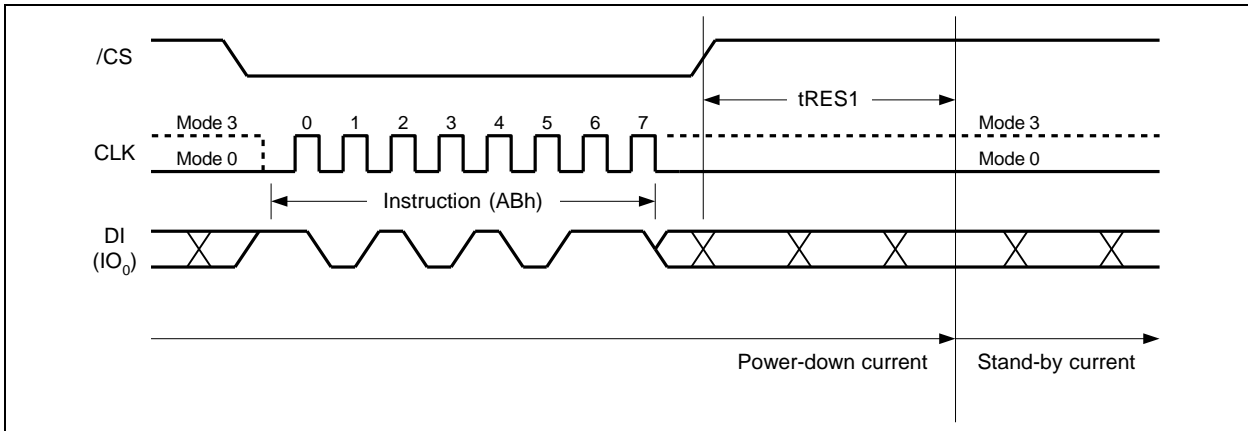 /CS
tRES1
Mode 3 0 1 2 3 4 5 6 7 Mode 3
CLK
Mode 0 Mode 0
Instruction (ABh)
DI
(IO0)
Power-down current Stand-by current